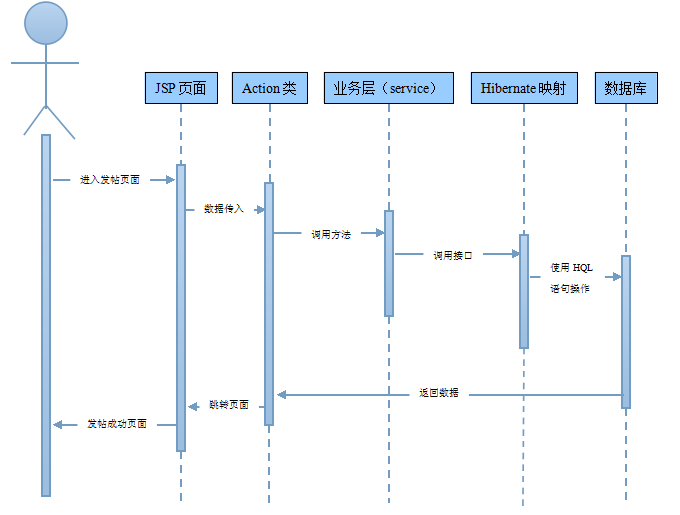 JSP 页面
Action 类
业务层（service）
Hibernate 映射
数据库
进入发帖页面
数据传入
调用方法
调用接口
使用 HQL
语句操作
返回数据
跳转页面
发帖成功页面